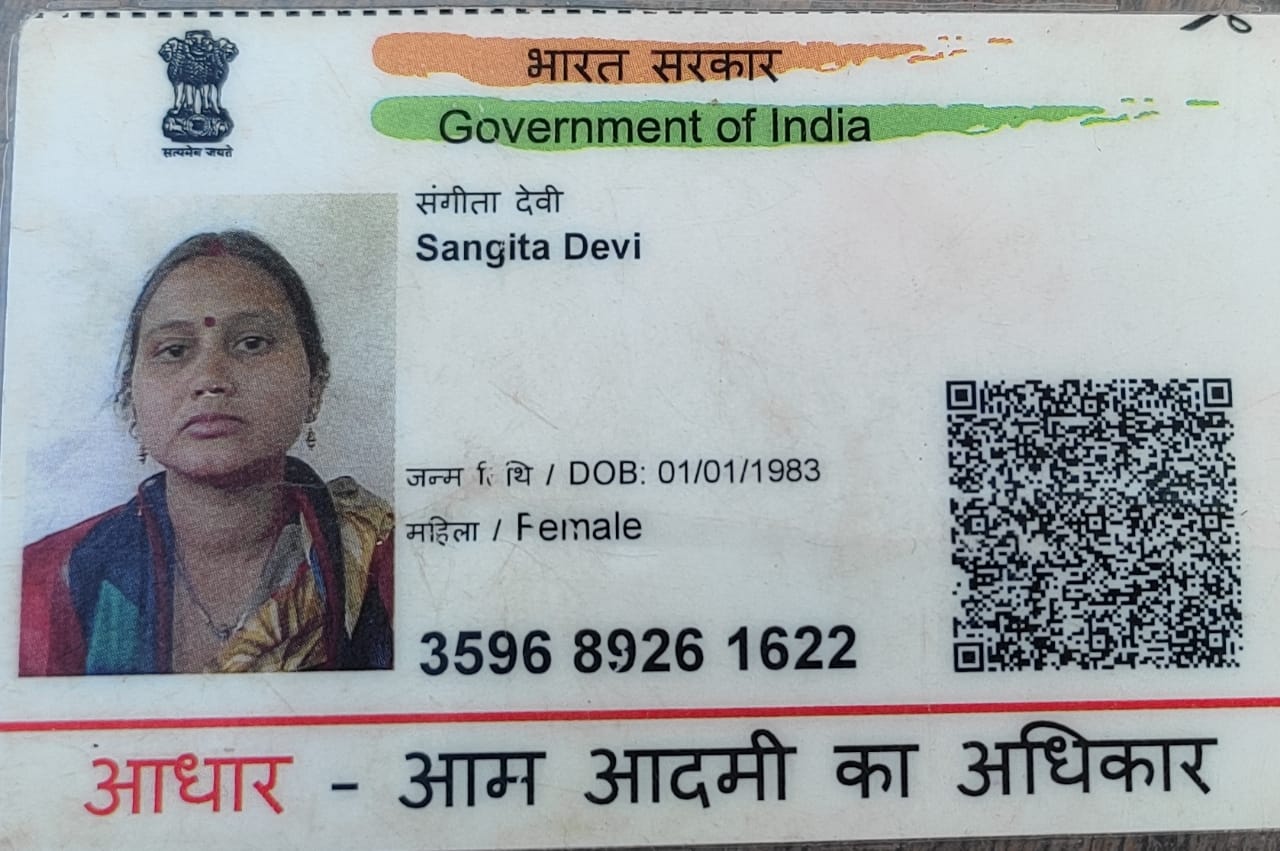 भारत सरकार
Government of India
सत्यमेव जयते
संगीता देवी
Sangita Devi
जन्म / DOB: 01/01/1983
महिला / Female
3596 8926 1622
आधार - आम आदमी का अधिकार